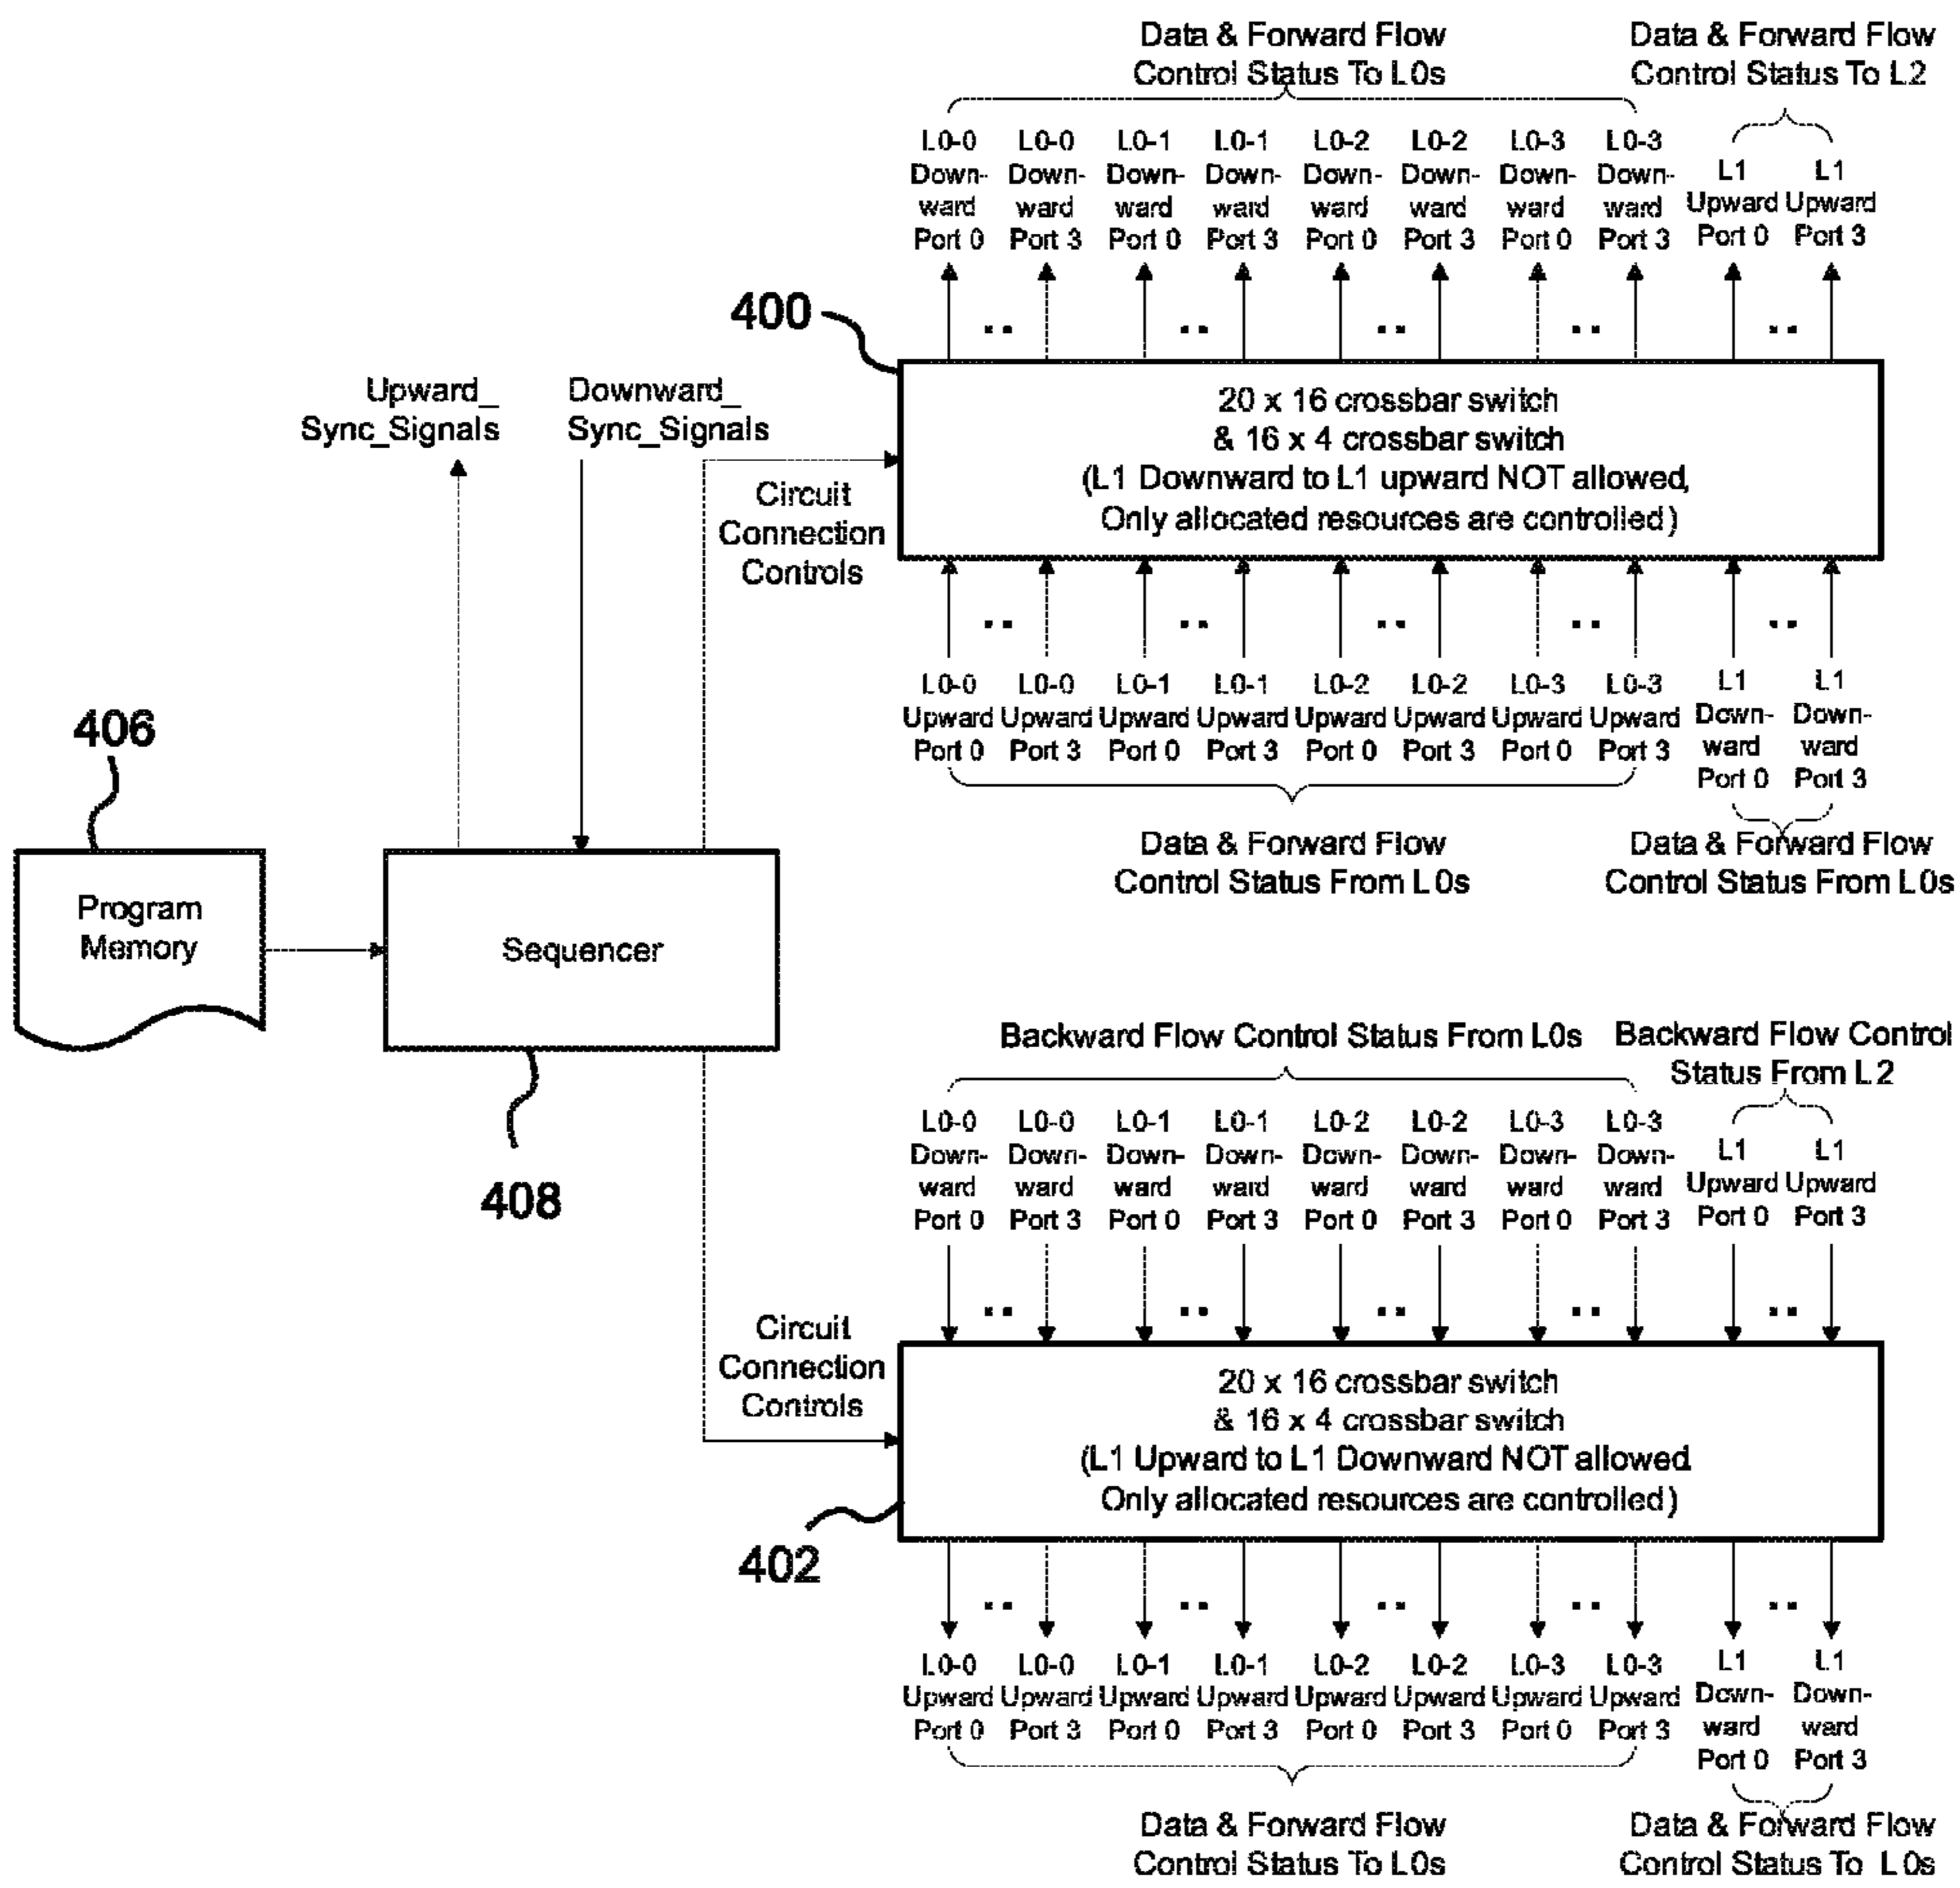 Data & Forward Flow
Control Status To L0s
Data & Forward Flow
Control Status To L2
L0-0 L0-0 L0-1 L0-1 L0-2 L0-2 L0-3 L0-3
Down- Down- Down- Down- Down- Down- Down- Down- L1 L1
ward ward ward ward ward ward ward ward Upward Upward
Port 0 Port 3 Port 0 Port 3 Port 0 Port 3 Port 0 Port 3 Port 0 Port 3
400
.. .. .. .. ..
Upward_
Sync_Signals
Downward_
Sync_Signals
Circuit
Connection
Controls
20 x 16 crossbar switch
& 16 x 4 crossbar switch
(L1 Downward to L1 upward NOT allowed,
Only allocated resources are controlled)
.. .. .. .. ..
L0-0 L0-0 L0-1 L0-1 L0-2 L0-2 L0-3 L0-3 L1 L1
Upward Upward Upward Upward Upward Upward Upward Upward Down- Down-
Port 0 Port 3 Port 0 Port 3 Port 0 Port 3 Port 0 Port 3 ward ward
Port 0 Port 3
Data & Forward Flow
Control Status From L0s
Data & Forward Flow
Control Status From L0s
406
Program
Memory
Sequencer
408
Backward Flow Control Status From L0s
Backward Flow Control
Status From L2
L0-0 L0-0 L0-1 L0-1 L0-2 L0-2 L0-3 L0-3
Down- Down- Down- Down- Down- Down- Down- Down- L1 L1
ward ward ward ward ward ward ward ward Upward Upward
Port 0 Port 3 Port 0 Port 3 Port 0 Port 3 Port 0 Port 3 Port 0 Port 3
.. .. .. .. ..
Circuit
Connection
Controls
20 x 16 crossbar switch
& 16 x 4 crossbar switch
(L1 Upward to L1 Downward NOT allowed
Only allocated resources are controlled)
402
.. .. .. .. ..
L0-0 L0-0 L0-1 L0-1 L0-2 L0-2 L0-3 L0-3 L1 L1
Upward Upward Upward Upward Upward Upward Upward Upward Down- Down-
Port 0 Port 3 Port 0 Port 3 Port 0 Port 3 Port 0 Port 3 ward ward
Port 0 Port 3
Data & Forward Flow
Control Status To L0s
Data & Forward Flow
Control Status To L0s